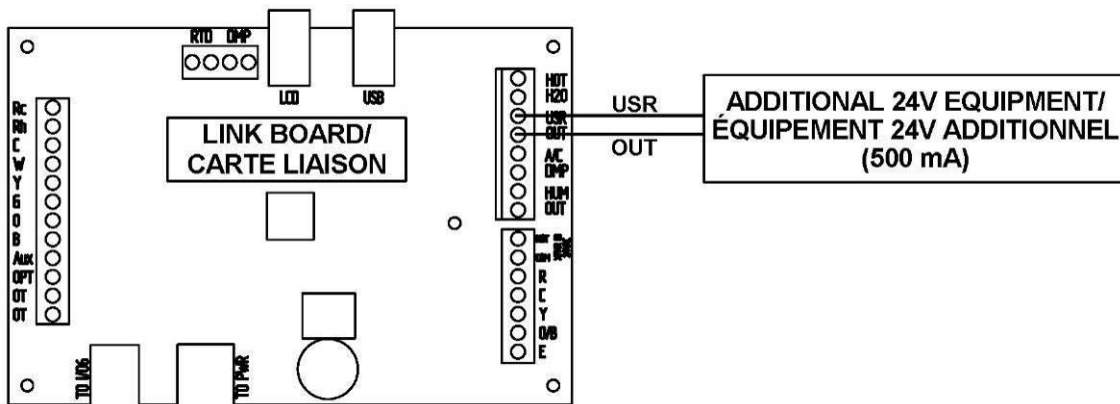 RTD DMP
LCD
USB
LINK BOARD/
CARTE LIAISON
Rc
Rh
C
W
Y
G
O
B
Aux
OPT
OT
OT
TO I/O6
TO PWR
HOT
H2O
USR
OUT
A/C
DMP
HUM
OUT
R
C
Y
O/B
E
USR
OUT
ADDITIONAL 24V EQUIPMENT/
ÉQUIPEMENT 24V ADDITIONNEL
(500 mA)